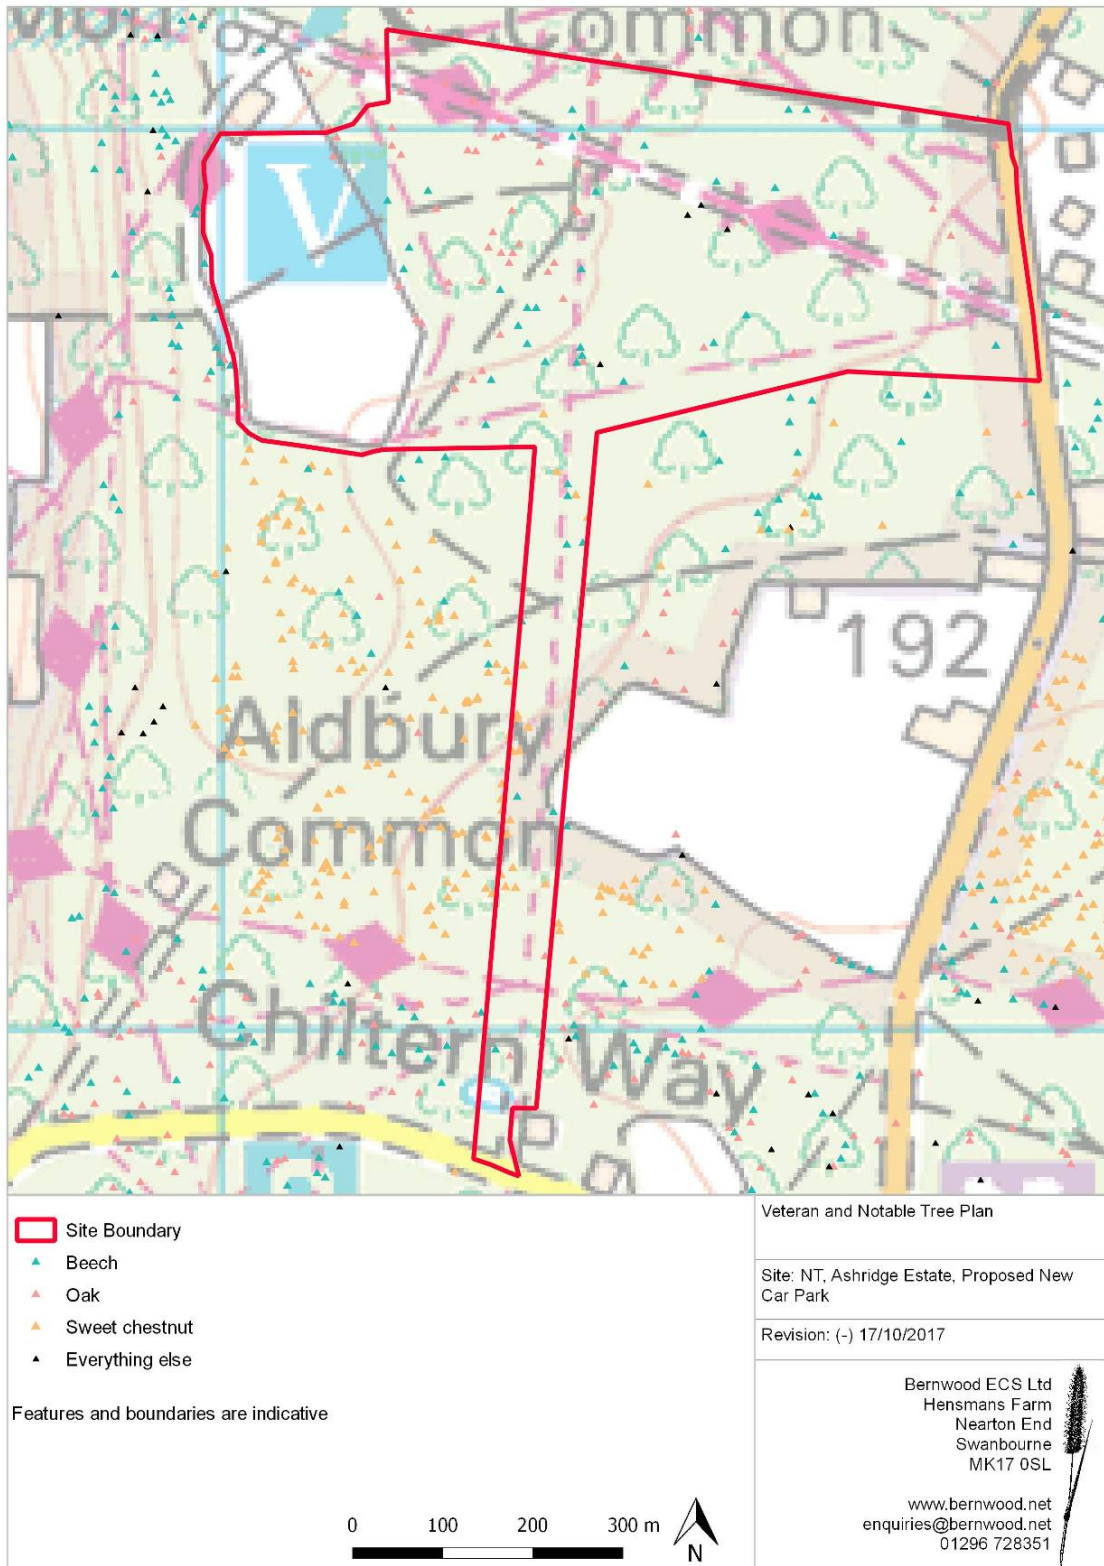 Common
V
192
Aldbury
Common
Chiltern Way
Site Boundary
Beech
Oak
Sweet chestnut
Everything else
Features and boundaries are indicative
0 100 200 300 m
N
Veteran and Notable Tree Plan
Site: NT, Ashridge Estate, Proposed New
Car Park
Revision: (-) 17/10/2017
Bernwood ECS Ltd
Hensmans Farm
Nearton End
Swanbourne
MK17 0SL
www.bernwood.net
enquiries@bernwood.net
01296 728351